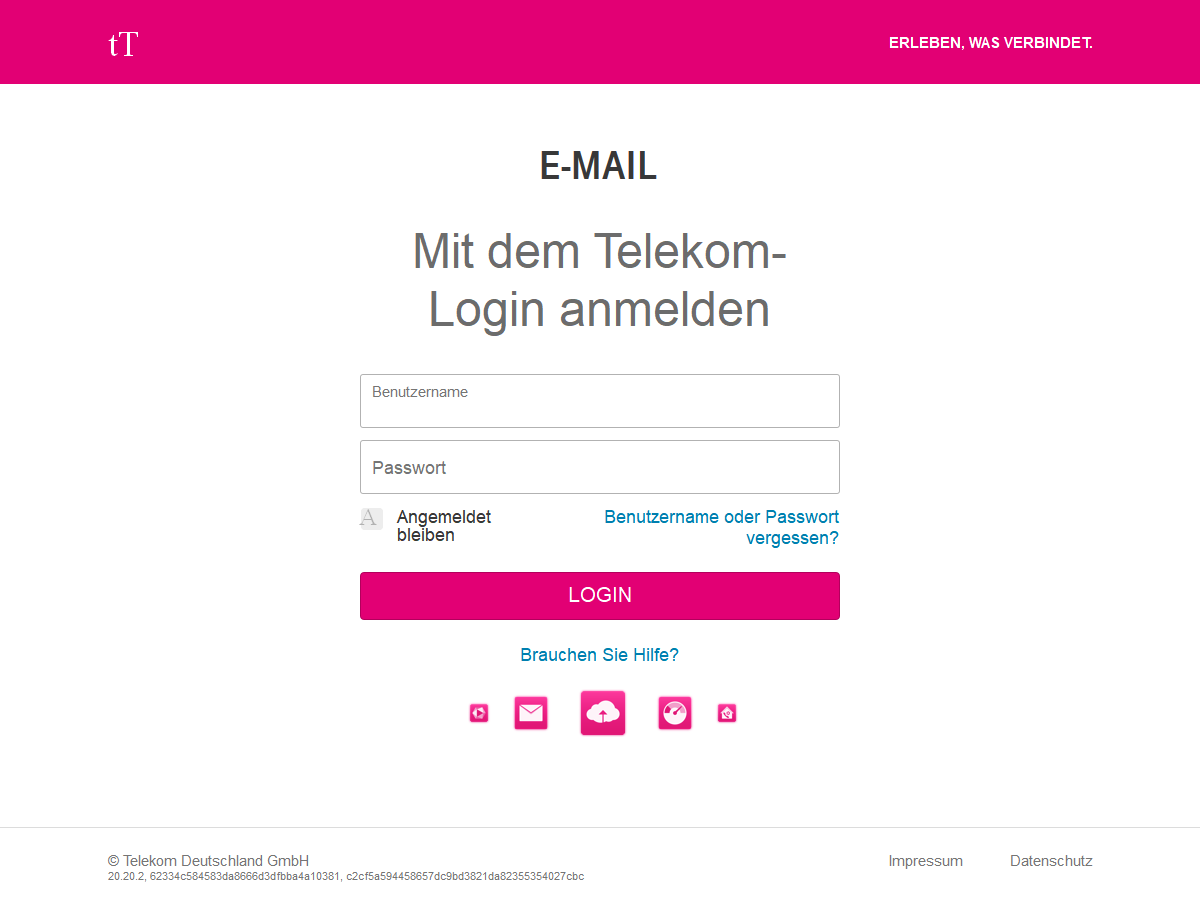 tT
ERLEBEN, WAS VERBINDET.
E-MAIL
Mit dem Telekom-
Login anmelden
Benutzername
Passwort
A Angemeldet
bleiben
Benutzername oder Passwort
vergessen?
LOGIN
Brauchen Sie Hilfe?
© Telekom Deutschland GmbH
20.20.2, 62334c584583da8666d3dfbba4a10381, c2cf5a594458657dc9bd3821da82355354027cbc
Impressum
Datenschutz